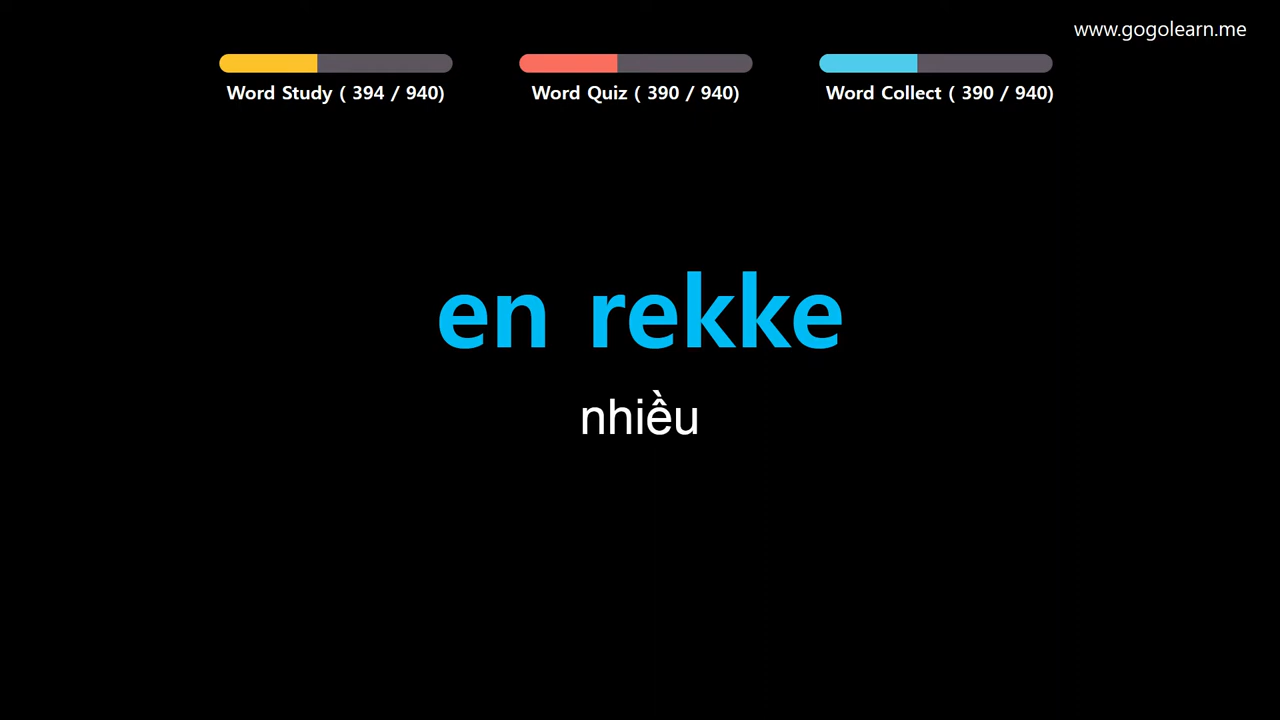 www.gogolearn.me
Word Study ( 394 / 940)
Word Quiz ( 390 / 940)
Word Collect ( 390 / 940)
en rekke
nhiều